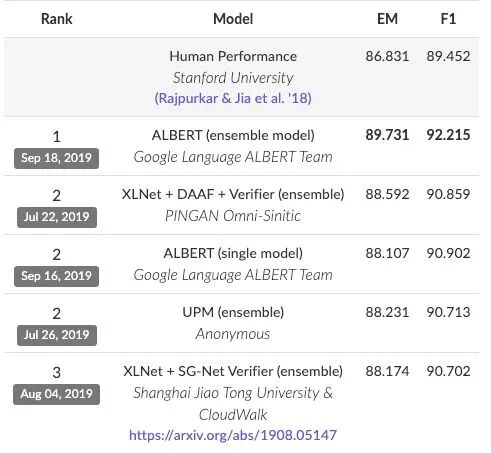 Rank Model EM F1
Human Performance 86.831 89.452
Stanford University
(Rajpurkar & Jia et al. '18)
1 ALBERT (ensemble model) 89.731 92.215
Sep 18, 2019 Google Language ALBERT Team
2 XLNet + DAAF + Verifier (ensemble) 88.592 90.859
Jul 22, 2019 PINGAN Omni-Sinitic
2 ALBERT (single model) 88.107 90.902
Sep 16, 2019 Google Language ALBERT Team
2 UPM (ensemble) 88.231 90.713
Jul 26, 2019 Anonymous
3 XLNet + SG-Net Verifier (ensemble) 88.174 90.702
Aug 04, 2019 Shanghai Jiao Tong University &
CloudWalk
https://arxiv.org/abs/1908.05147